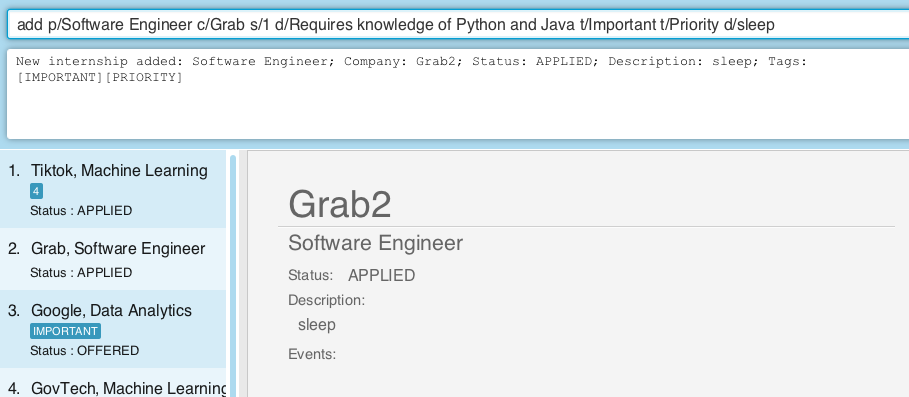 add p/Software Engineer c/Grab s/1 d/Requires knowledge of Python and Java t/Important t/Priority d/sleep
New internship added: Software Engineer; Company: Grab2; Status: APPLIED; Description: sleep; Tags:
[IMPORTANT][PRIORITY]
1. Tiktok, Machine Learning
4
Status : APPLIED
2. Grab, Software Engineer
Status : APPLIED
3. Google, Data Analytics
IMPORTANT
Status : OFFERED
4. GovTech, Machine Learning
Grab2
Software Engineer
Status: APPLIED
Description:
sleep
Events: